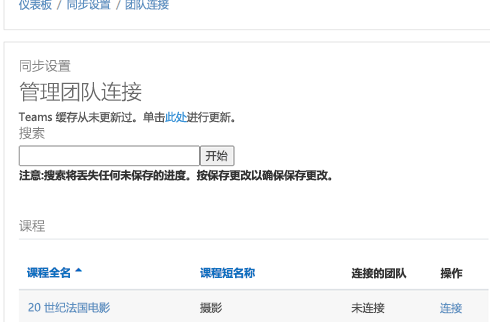 仪表板 / 同步设置 / 团队连接
同步设置
管理团队连接
Teams 缓存从未更新过。单击此处进行更新。
搜索
开始
注意:搜索将丢失任何未保存的进度。按保存更改以确保保存更改。
课程
课程全名 课程短名称 连接的团队 操作
20 世纪法国电影 摄影 未连接 连接